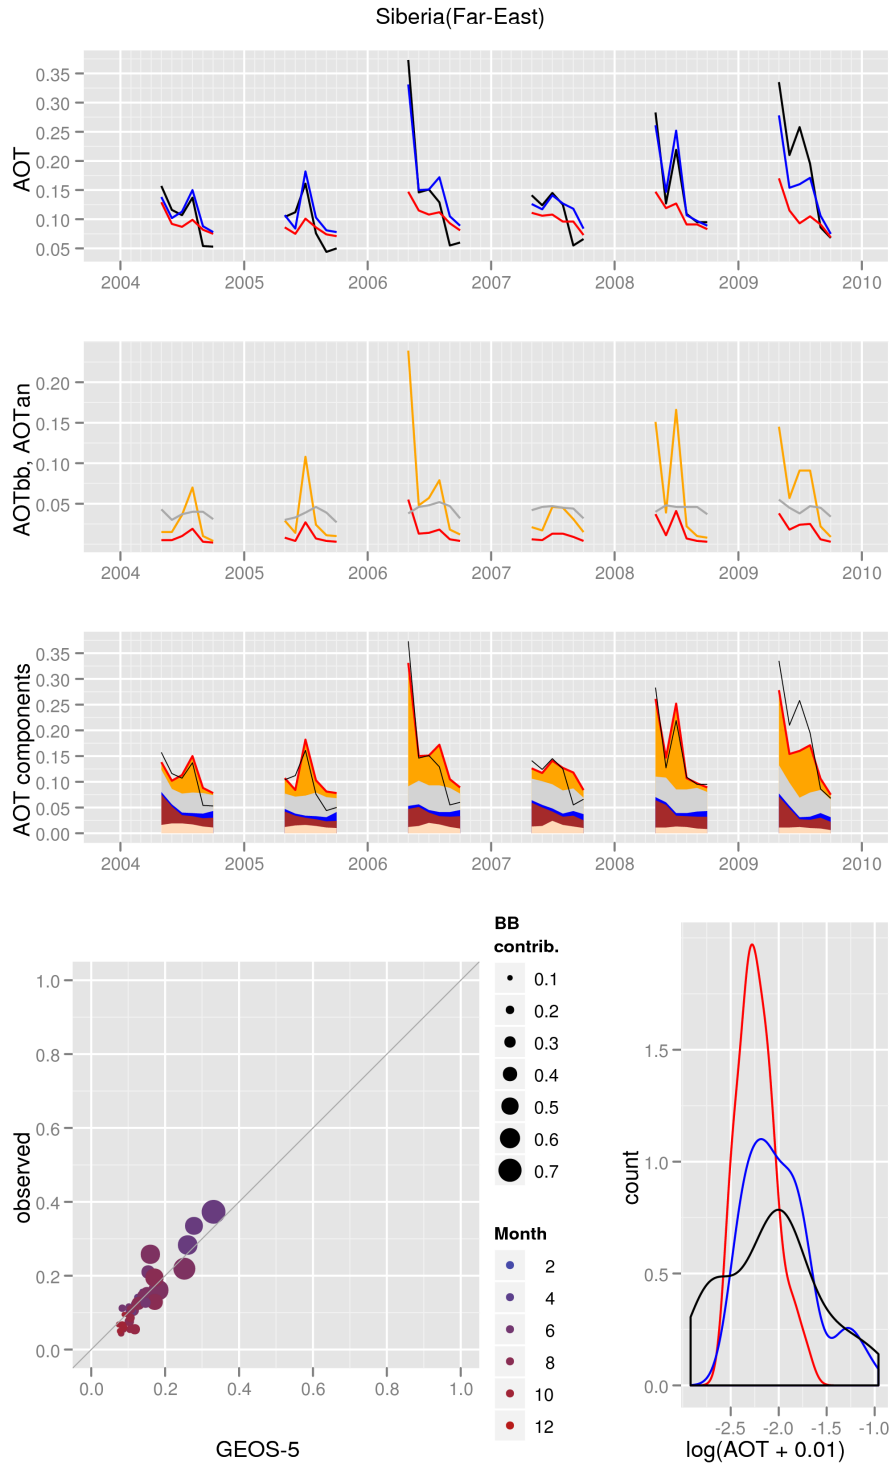 Siberia(Far-East)
AOT
0.35
0.30
0.25
0.20
0.15
0.10
0.05
2004 2005 2006 2007 2008 2009 2010
AOTbb, AOTan
0.20
0.15
0.10
0.05
2004 2005 2006 2007 2008 2009 2010
AOT components
0.35
0.30
0.25
0.20
0.15
0.10
0.05
0.00
2004 2005 2006 2007 2008 2009 2010
observed
1.0
0.8
0.6
0.4
0.2
0.0
0.0 0.2 0.4 0.6 0.8 1.0
GEOS-5
BB
contrib.
0.1
0.2
0.3
0.4
0.5
0.6
0.7
Month
2
4
6
8
10
12
count
1.5
1.0
0.5
0.0
-2.5 -2.0 -1.5 -1.0
log(AOT + 0.01)